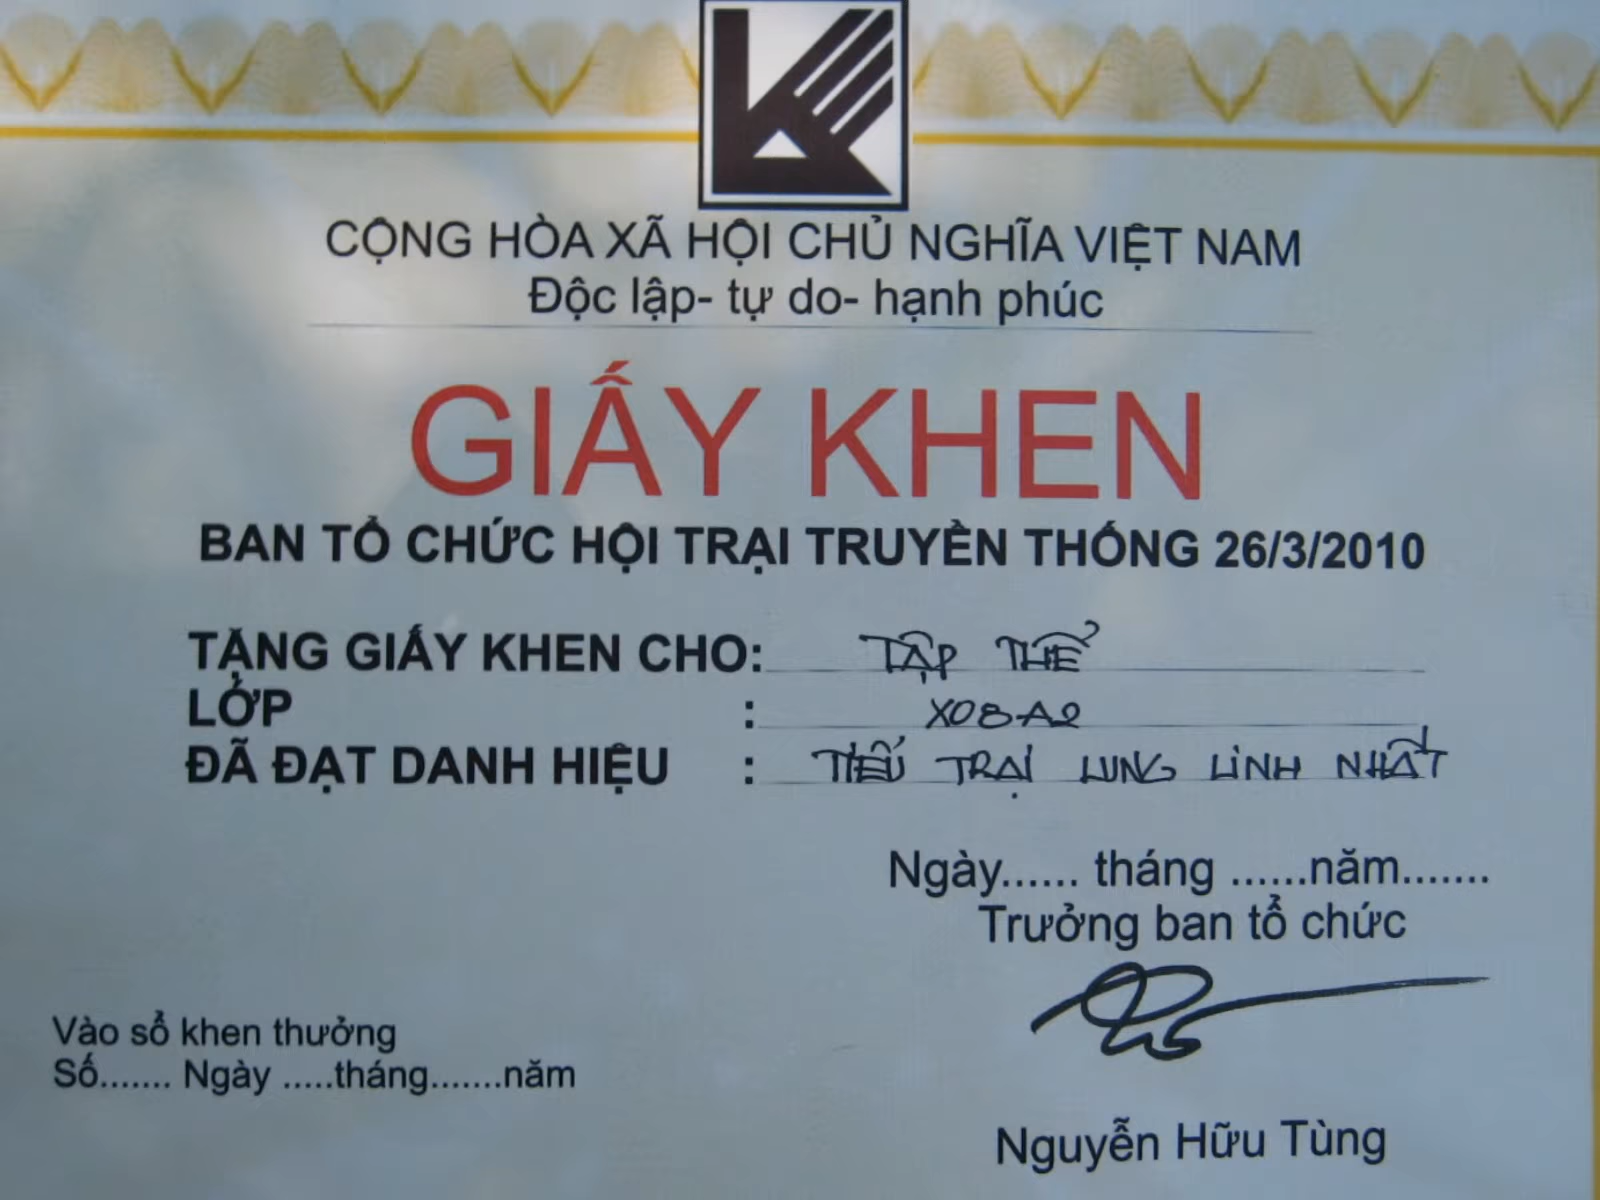 CỘNG HÒA XÃ HỘI CHỦ NGHĨA VIỆT NAM
Độc lập- tự do- hạnh phúc
GIẤY KHEN
BAN TỔ CHỨC HỘI TRẠI TRUYỀN THỐNG 26/3/2010
TẶNG GIẤY KHEN CHO: TẬP THỂ
LỚP : X08A2
ĐÃ ĐẠT DANH HIỆU : TIỂU TRẠI LUNG LINH NHẤT
Ngày...... tháng ......năm.......
Trưởng ban tổ chức
Vào sổ khen thưởng
Số....... Ngày .....tháng.......năm
Nguyễn Hữu Tùng